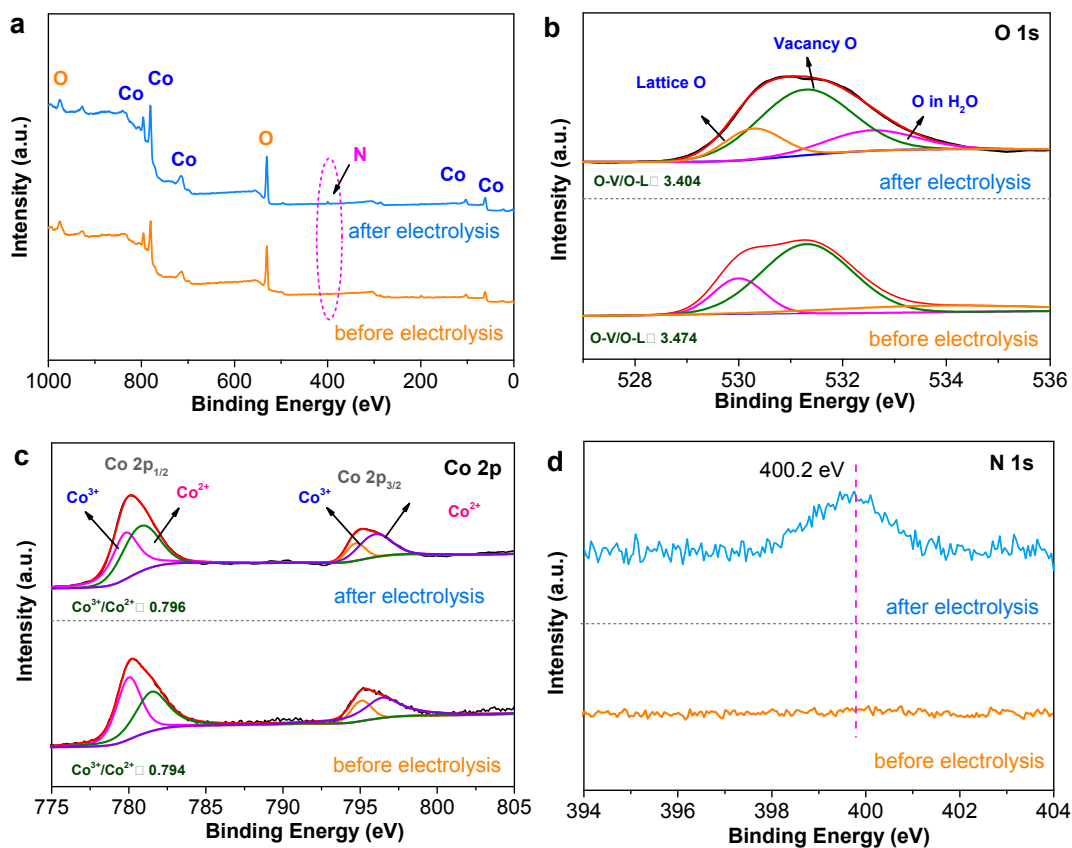 a
O
Co
Co
Co
O
N
Co
Co
after electrolysis
before electrolysis
1000 800 600 400 200 0
Binding Energy (eV)
Intensity (a.u.)
b
O 1s
Vacancy O
Lattice O
O in H₂O
O-V/O-L□ 3.404
after electrolysis
O-V/O-L□ 3.474
before electrolysis
528 530 532 534 536
Binding Energy (eV)
Intensity (a.u.)
c
Co 2p
Co 2p₁/₂
Co 2p₃/₂
Co³⁺
Co²⁺
Co³⁺
Co²⁺
Co³⁺/Co²⁺□ 0.796
after electrolysis
Co³⁺/Co²⁺□ 0.794
before electrolysis
775 780 785 790 795 800 805
Binding Energy (eV)
Intensity (a.u.)
d
N 1s
400.2 eV
after electrolysis
before electrolysis
394 396 398 400 402 404
Binding Energy (eV)
Intensity (a.u.)